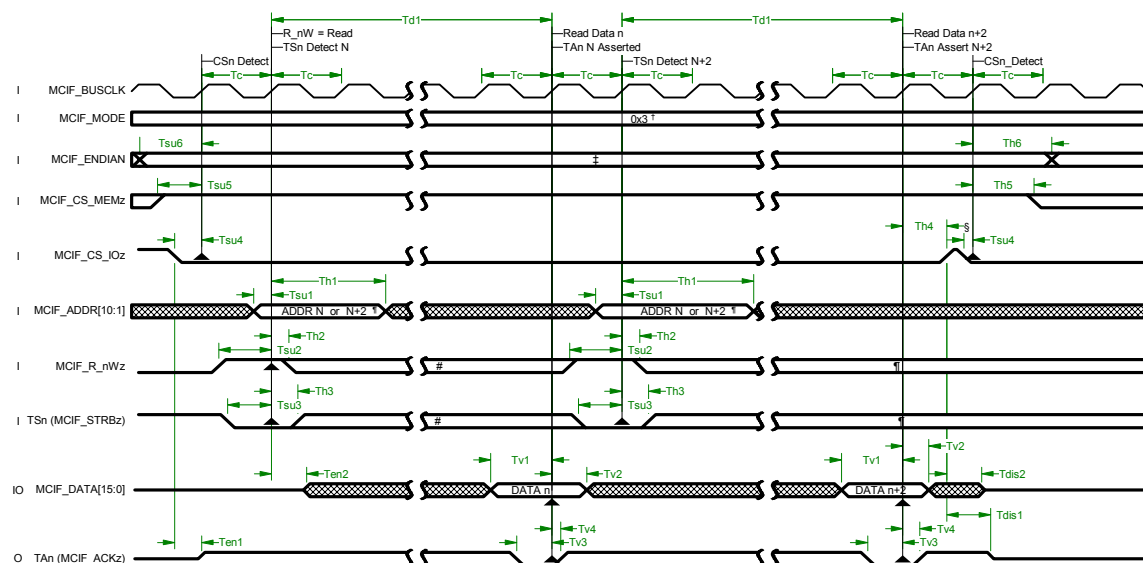 Td1 Td1
R_nW = Read Read Data n Read Data n+2
TSn Detect N TAn N Asserted TAn Assert N+2
CSn Detect TSn Detect N+2 CSn_Detect
Tc Tc Tc Tc Tc Tc Tc Tc
I MCIF_BUSCLK
I MCIF_MODE 0x3 †
Tsu6 Th6
I MCIF_ENDIAN ‡
Tsu5 Th5
I MCIF_CS_MEMz
Th4 §
Tsu4 Tsu4
I MCIF_CS_IOz
Th1 Th1
Tsu1 Tsu1
I MCIF_ADDR[10:1] ADDR N or N+2 ¶ ADDR N or N+2 ¶
Th2 Th2
Tsu2 Tsu2
I MCIF_R_nWz # ¶
Th3 Th3
Tsu3 Tsu3
I TSn (MCIF_STRBz) # ¶
Tv2
Tv1 Tv1
Ten2 Tv2 Tdis2
IO MCIF_DATA[15:0] DATA n DATA n+2
Tdis1
Tv4 Tv4
Ten1 Tv3 Tv3
O TAn (MCIF_ACKz)